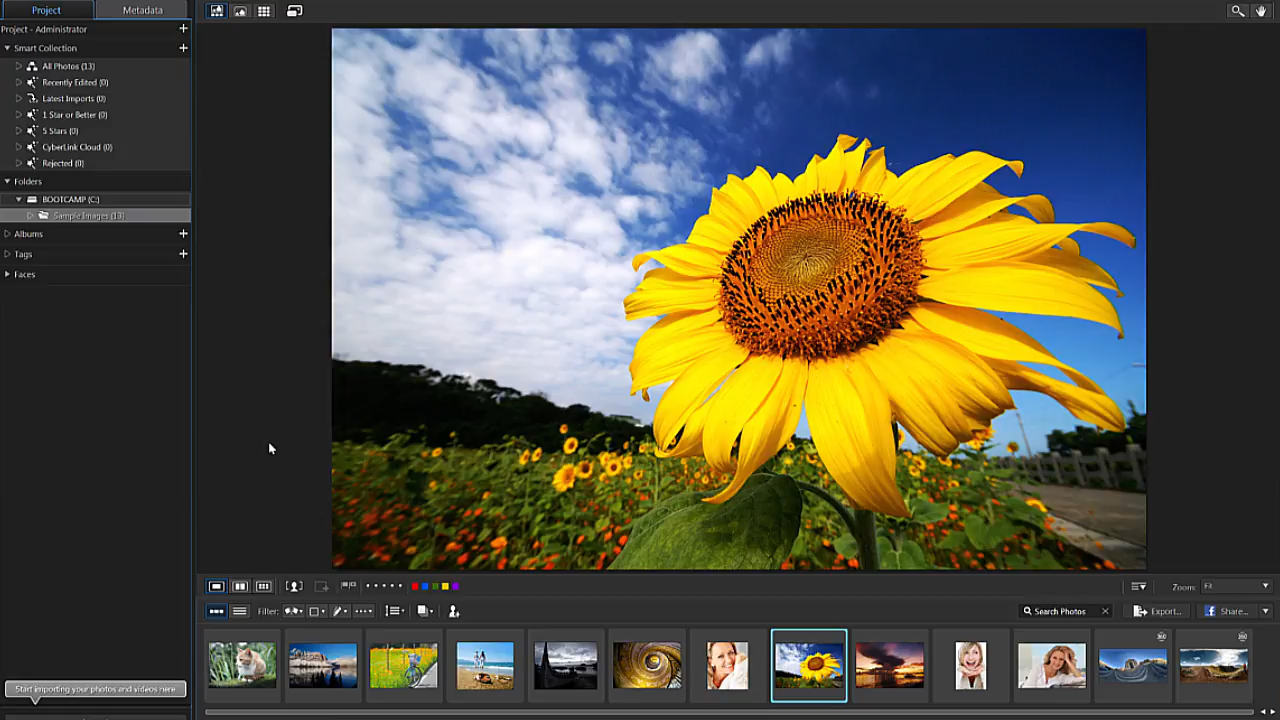 Project
Metadata
Project - Administrator
Smart Collection
All Photos (13)
Recently Edited (0)
Latest Imports (0)
1 Star or Better (0)
5 Stars (0)
CyberLink Cloud (0)
Rejected (0)
Folders
BOOTCAMP (C:)
Sample Images (13)
Albums
Tags
Faces
Zoom: Fit
Filter:
Search Photos
Export...
Share...
360
360
Start importing your photos and videos here